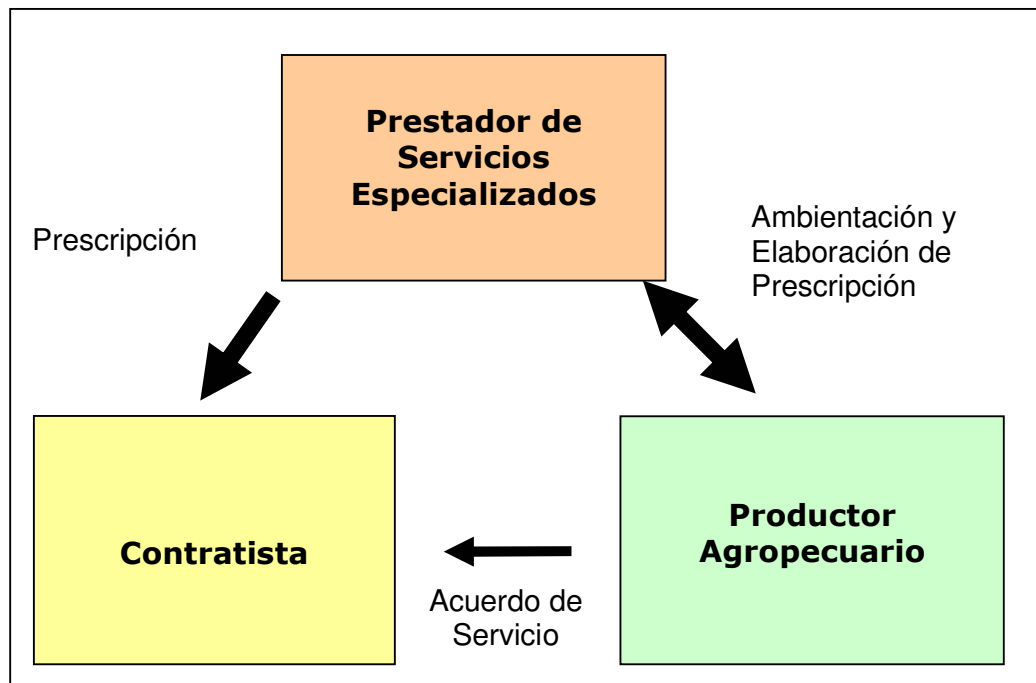 Prestador de
Servicios
Especializados
Prescripción
Ambientación y
Elaboración de
Prescripción
Contratista
Productor
Agropecuario
Acuerdo de
Servicio